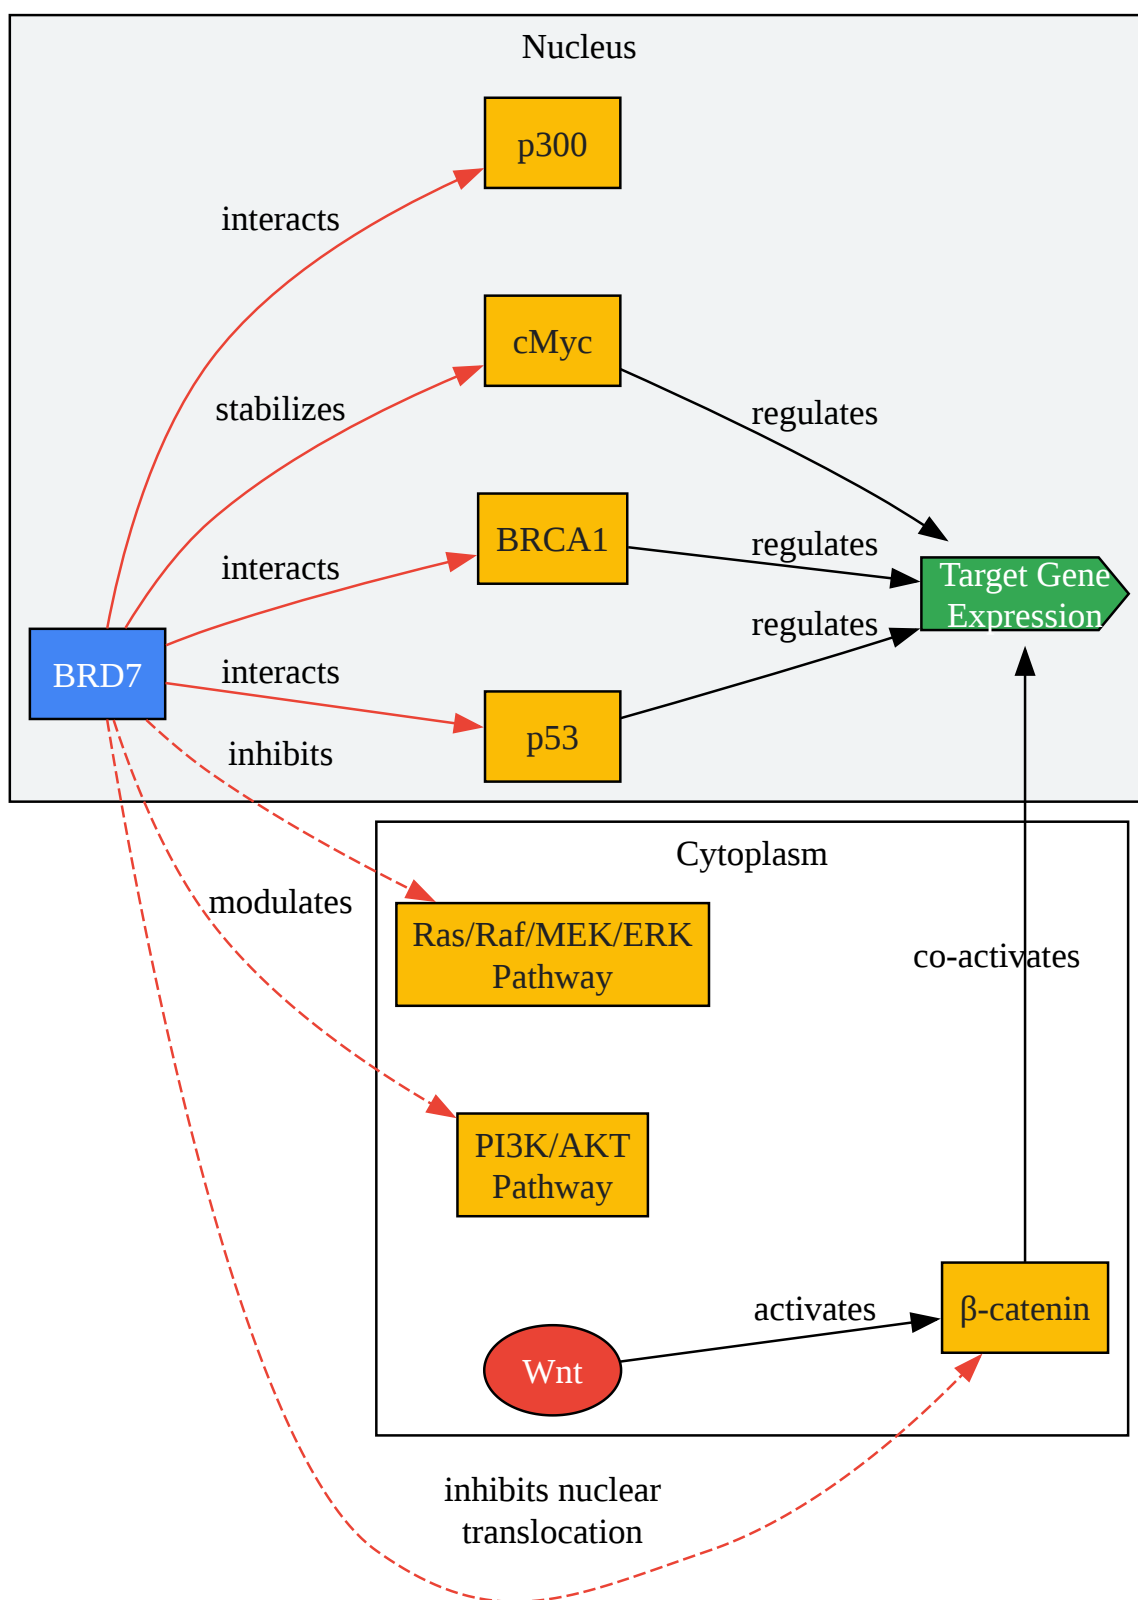 Nucleus
p300
interacts
cMyc
stabilizes
regulates
BRCA1
interacts
regulates
Target Gene
Expression
regulates
BRD7
interacts
p53
inhibits
Cytoplasm
modulates
Ras/Raf/MEK/ERK
Pathway
co-activates
PI3K/AKT
Pathway
activates
β-catenin
Wnt
inhibits nuclear
translocation